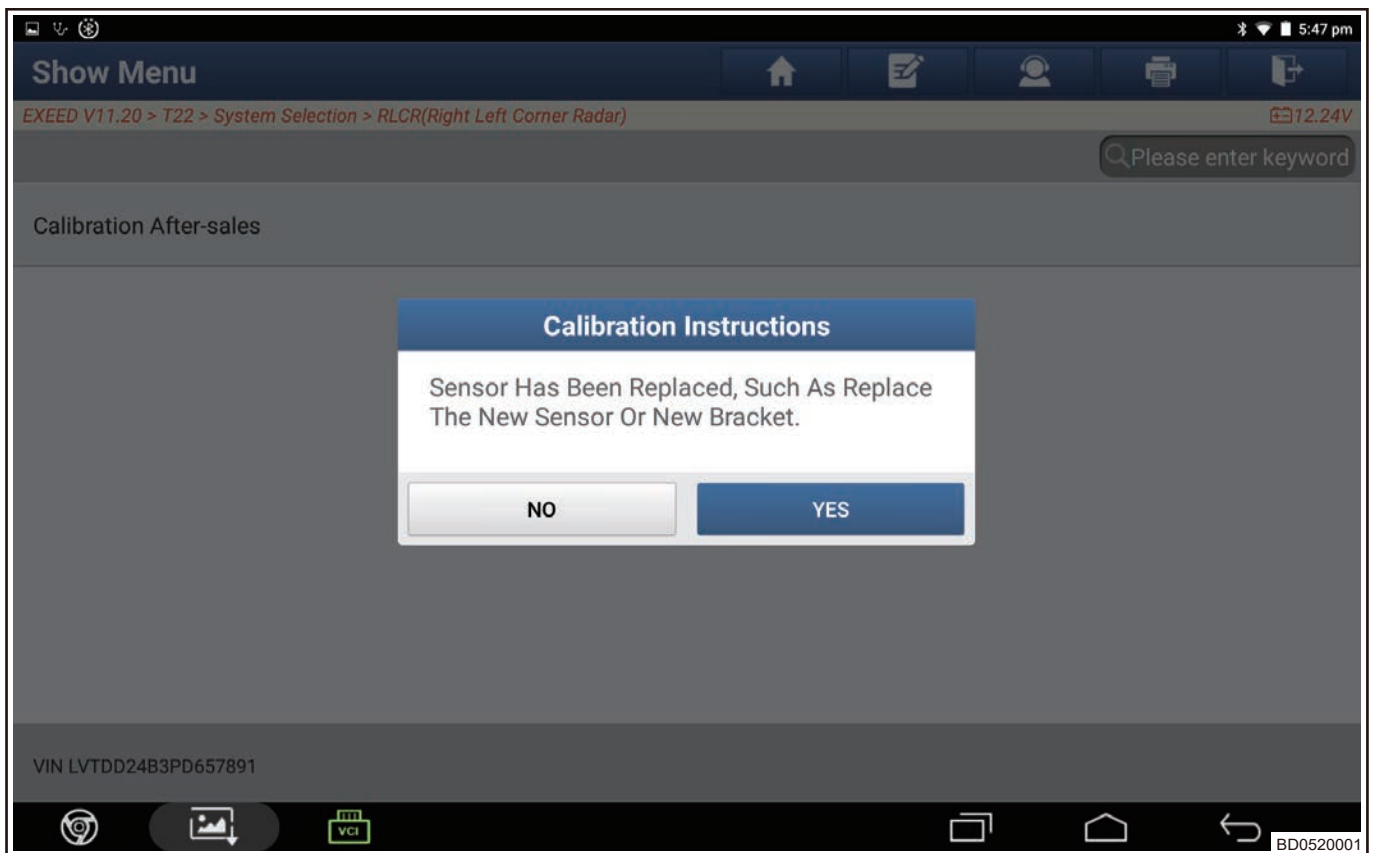 5:47 pm
Show Menu
EXEED V11.20 > T22 > System Selection > RLCR(Right Left Corner Radar)
12.24V
Please enter keyword
Calibration After-sales
Calibration Instructions
Sensor Has Been Replaced, Such As Replace
The New Sensor Or New Bracket.
NO
YES
VIN LVTDD24B3PD657891
VCI
BD0520001